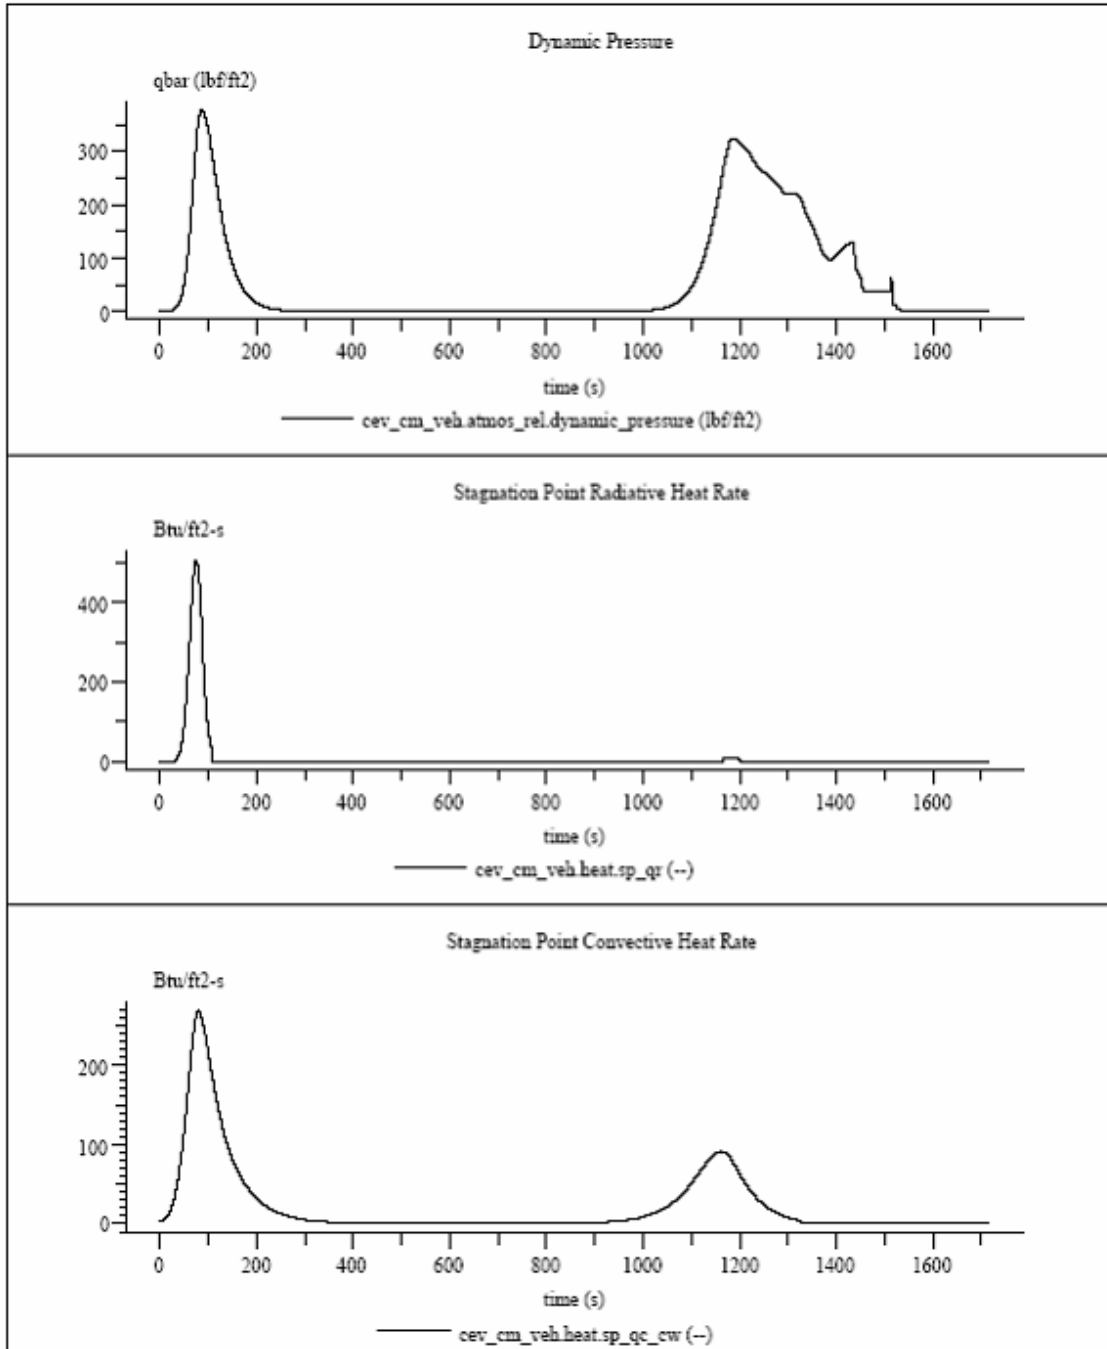 Dynamic Pressure
qbar (lbf/ft2)
300
200
100
0
0 200 400 600 800 1000 1200 1400 1600
time (s)
cev_cm_veh.atmos_rel.dynamic_pressure (lbf/ft2)
Stagnation Point Radiative Heat Rate
Btu/ft2-s
400
200
0
0 200 400 600 800 1000 1200 1400 1600
time (s)
cev_cm_veh.heat.sp_qr (--)
Stagnation Point Convective Heat Rate
Btu/ft2-s
200
100
0
0 200 400 600 800 1000 1200 1400 1600
time (s)
cev_cm_veh.heat.sp_qc_cw (--)